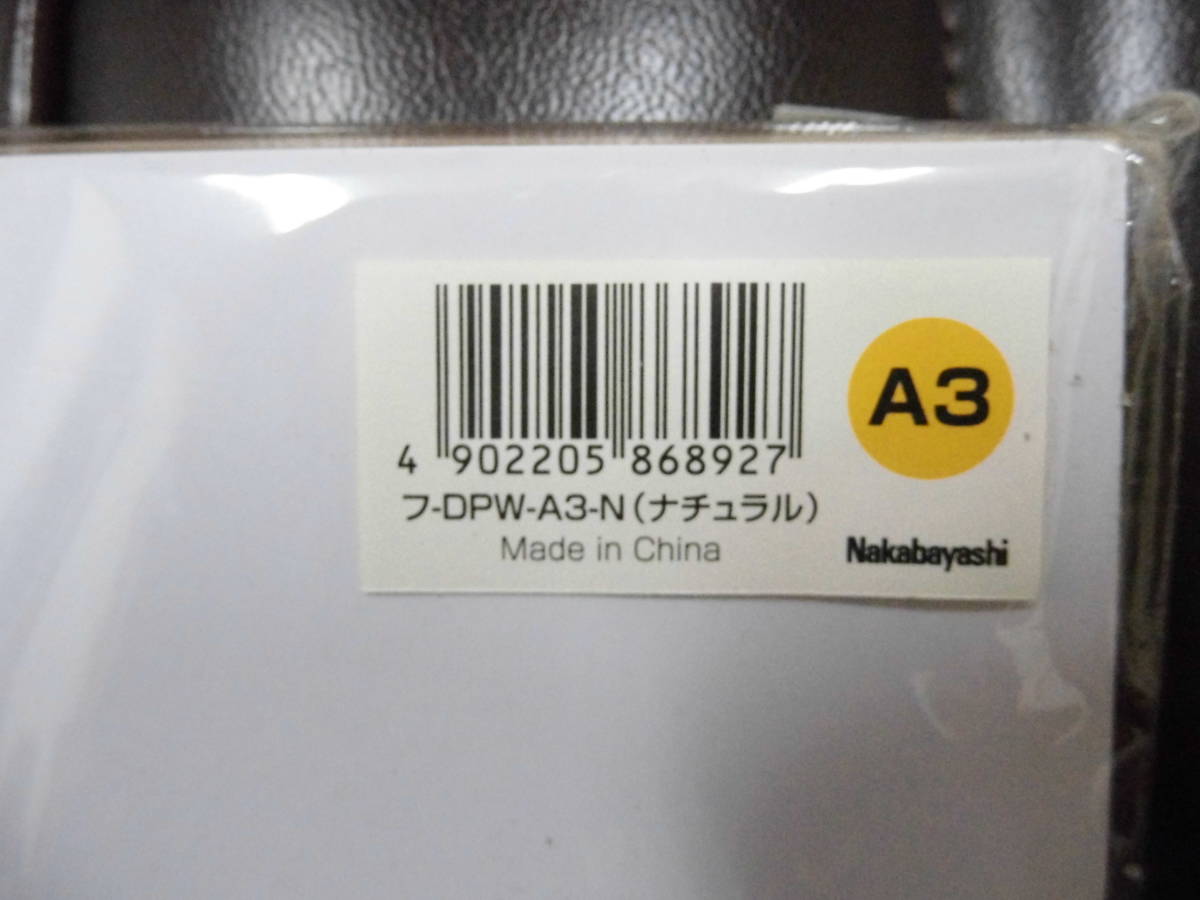 A3
4 902205 868927
フ-DPW-A3-N(ナチュラル)
Made in China
Nakabayashi